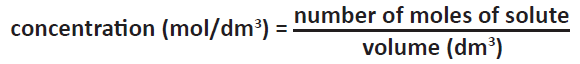 concentration (mol/dm³) = number of moles of solute
volume (dm³)